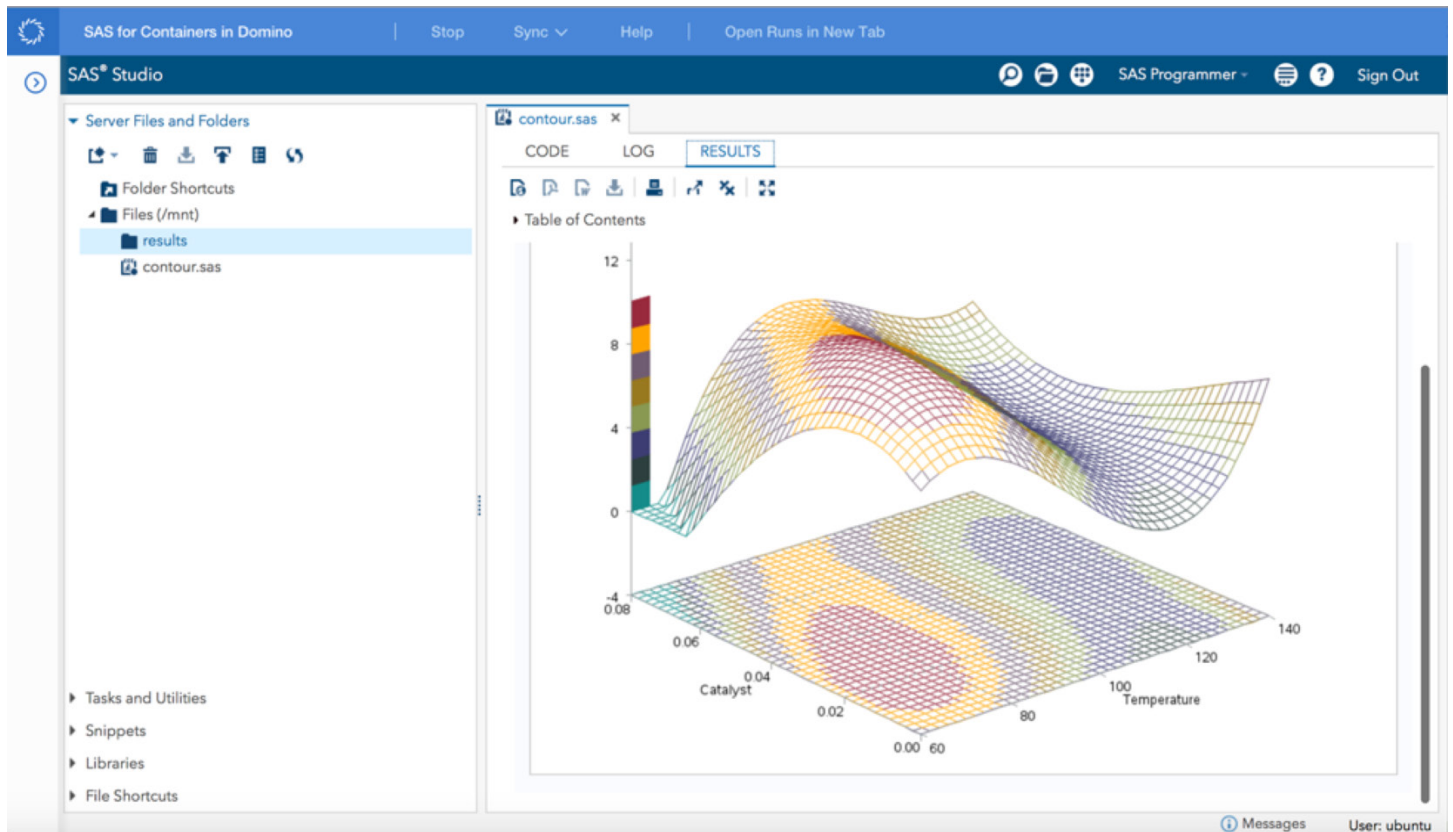 SAS for Containers in Domino | Stop Sync Help | Open Runs in New Tab
SAS® Studio SAS Programmer Sign Out
Server Files and Folders
Folder Shortcuts
Files (/mnt)
results
contour.sas
Tasks and Utilities
Snippets
Libraries
File Shortcuts
contour.sas
CODE LOG RESULTS
Table of Contents
12
8
4
0
-4
0.08
0.06
0.04
Catalyst
0.02
0.00
60
80
100
Temperature
120
140
Messages User: ubuntu